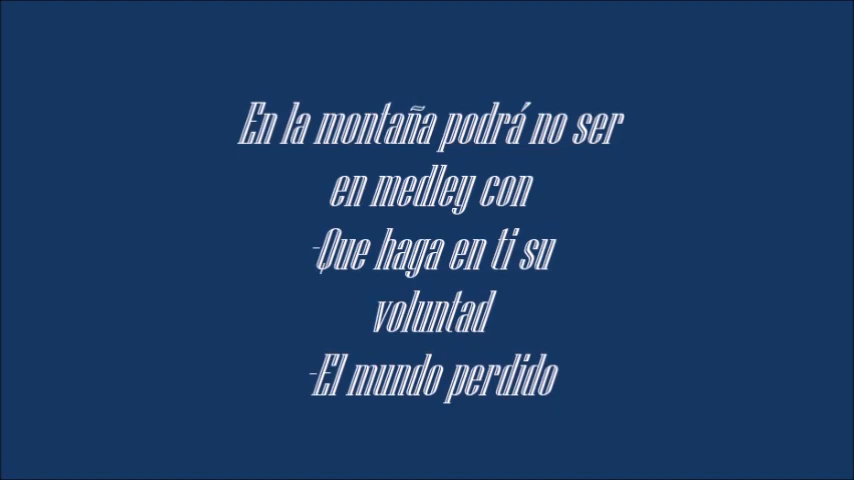 En la montaña podrá no ser
en medley con
-Que haga en ti su
voluntad
-El mundo perdido